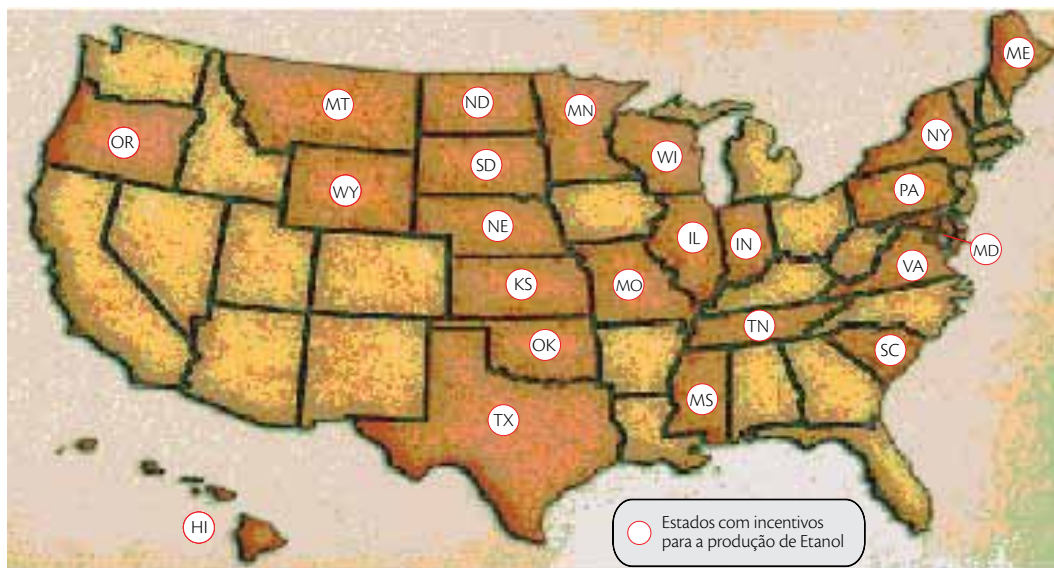 ME
MT
ND
MN
NY
OR
WI
SD
PA
WY
NE
IL
IN
MD
VA
KS
MO
TN
OK
SC
MS
TX
HI
Estados com incentivos
para a produção de Etanol